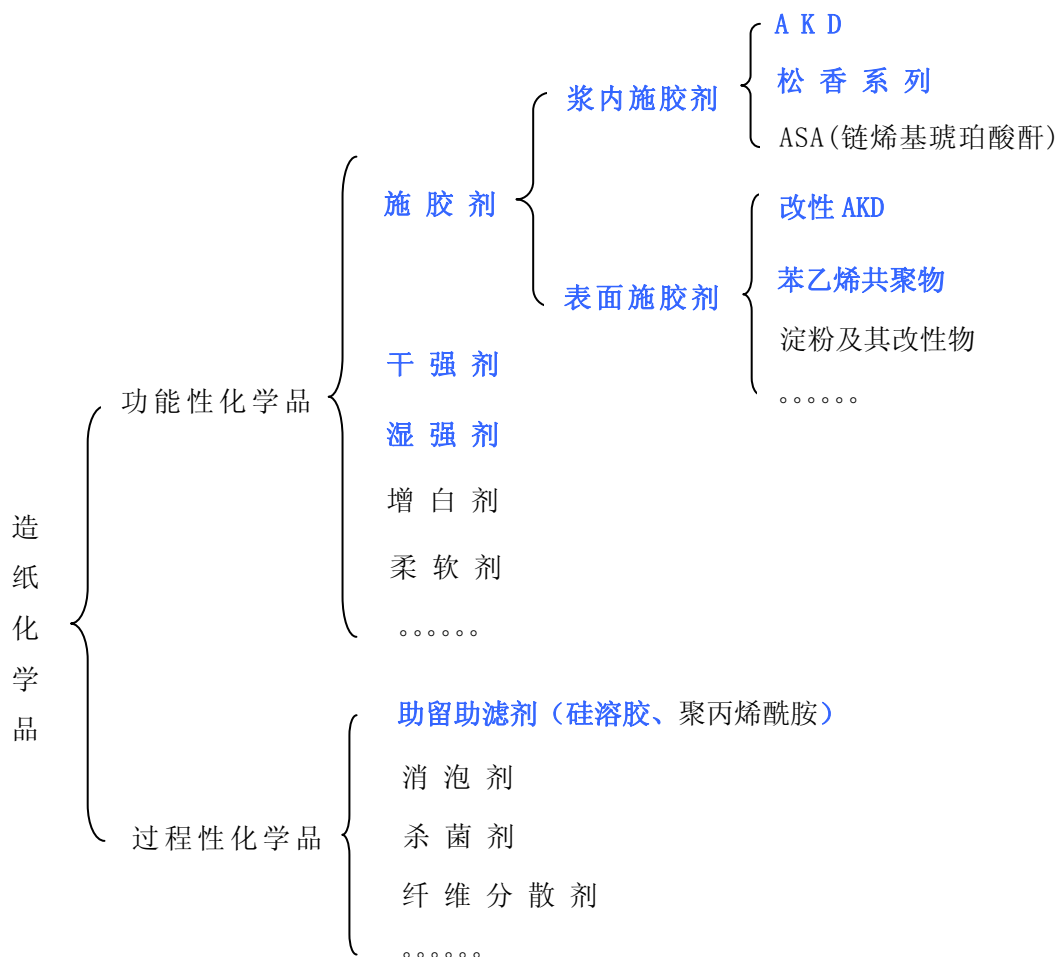 造纸化学品
功能性化学品
施 胶 剂
浆内施胶剂
A K D
松 香 系 列
ASA(链烯基琥珀酸酐)
表面施胶剂
改性 AKD
苯乙烯共聚物
淀粉及其改性物
。。。。。。
干 强 剂
湿 强 剂
增 白 剂
柔 软 剂
。。。。。。
过程性化学品
助留助滤剂（硅溶胶、聚丙烯酰胺）
消 泡 剂
杀 菌 剂
纤 维 分 散 剂
。。。。。。